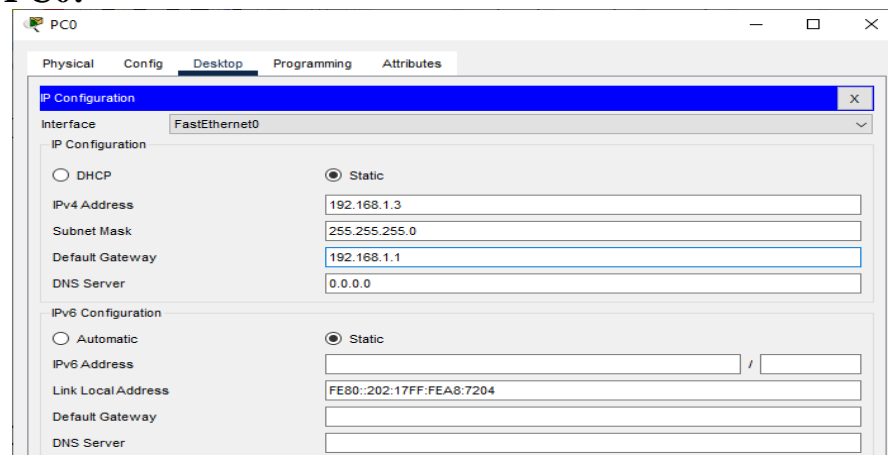 PC0:
PC0
Physical Config Desktop Programming Attributes
IP Configuration X
Interface FastEthernet0
IP Configuration
DHCP Static
IPv4 Address 192.168.1.3
Subnet Mask 255.255.255.0
Default Gateway 192.168.1.1
DNS Server 0.0.0.0
IPv6 Configuration
Automatic Static
IPv6 Address /
Link Local Address FE80::202:17FF:FEA8:7204
Default Gateway
DNS Server